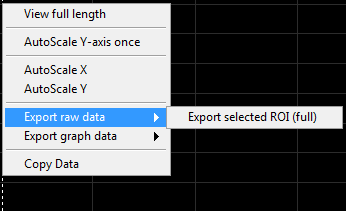 View full length
AutoScale Y-axis once
AutoScale X
AutoScale Y
Export raw data
Export selected ROI (full)
Export graph data
Copy Data